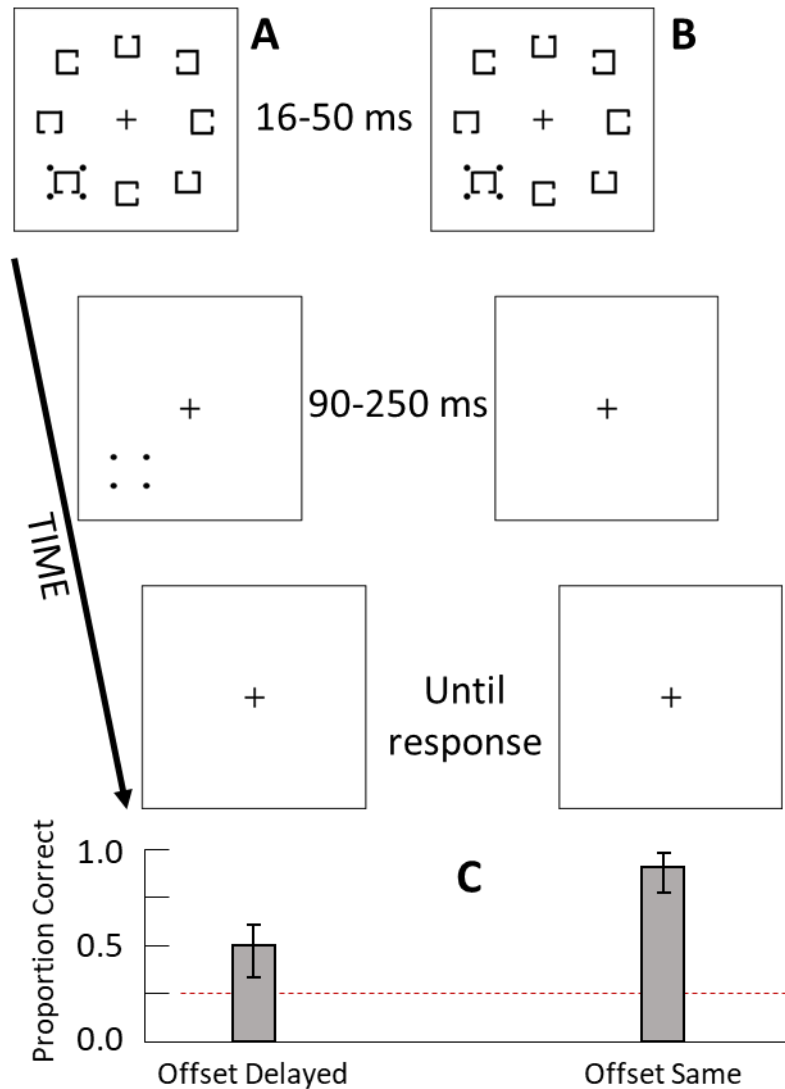 A
B
16-50 ms
90-250 ms
TIME
Until
response
C
Proportion Correct
1.0
0.5
0.0
Offset Delayed
Offset Same